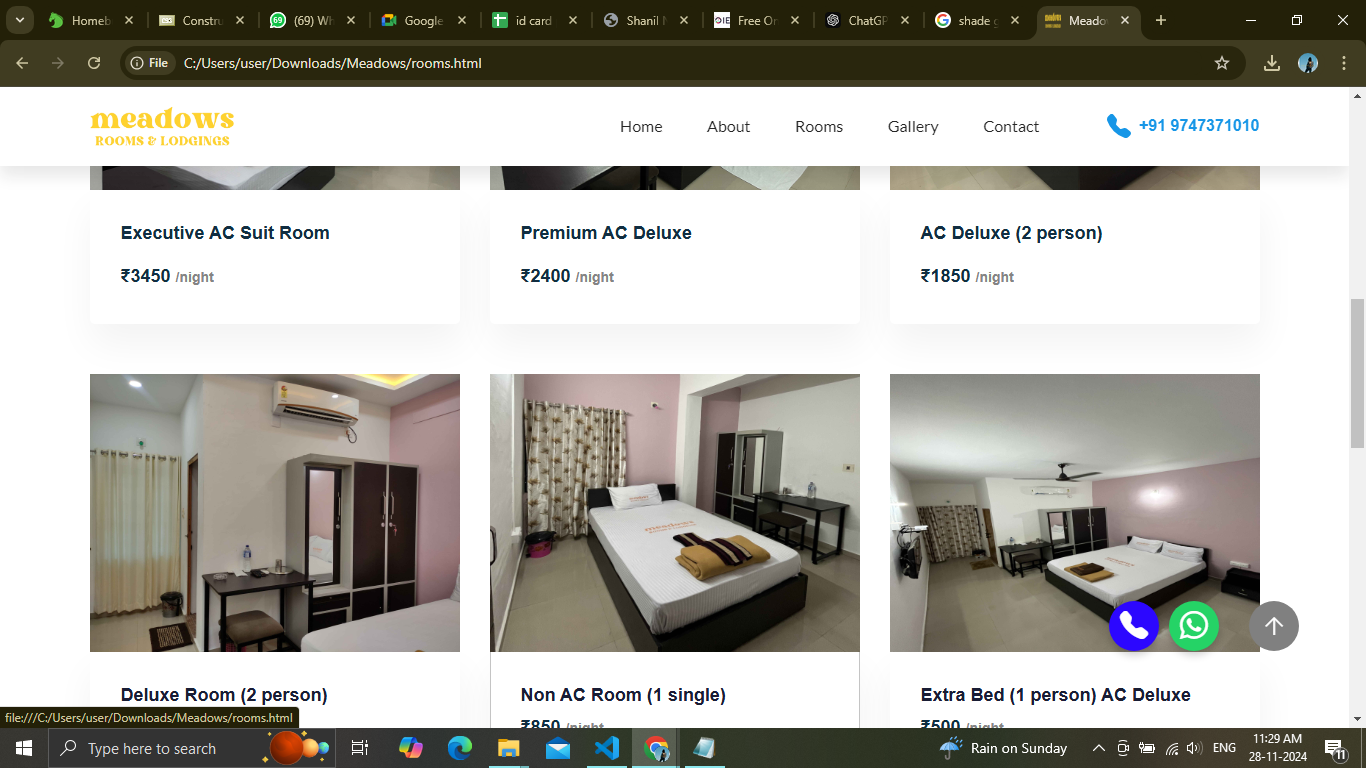 Homeb
Constru
(69) Wh
Google
id card
Shanil M
Free On
ChatGP
shade g
Meado
File
C:/Users/user/Downloads/Meadows/rooms.html
meadows
ROOMS & LODGINGS
Home
About
Rooms
Gallery
Contact
+91 9747371010
Executive AC Suit Room
₹3450 /night
Premium AC Deluxe
₹2400 /night
AC Deluxe (2 person)
₹1850 /night
meadows
Deluxe Room (2 person)
Non AC Room (1 single)
₹850 /night
Extra Bed (1 person) AC Deluxe
₹500 /night
file:///C:/Users/user/Downloads/Meadows/rooms.html
Type here to search
Rain on Sunday
ENG
11:29 AM
28-11-2024
11